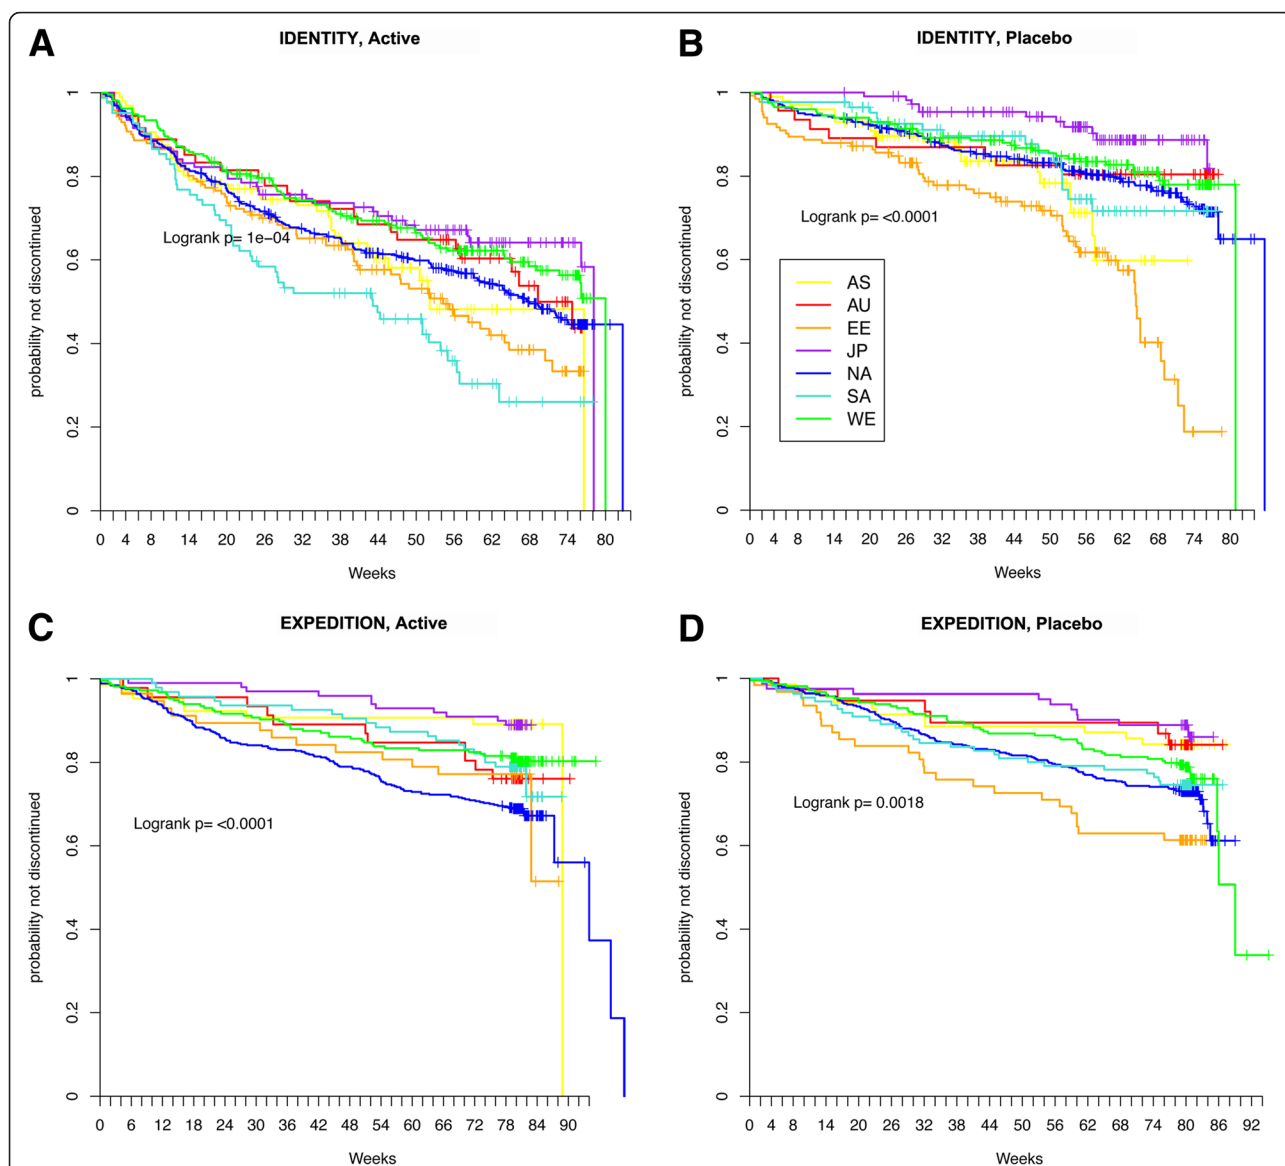 A
IDENTITY, Active
probability not discontinued
1
0.8
0.6
0.4
0.2
0
Logrank p= 1e−04
0 4 8 14 20 26 32 38 44 50 56 62 68 74 80
Weeks
B
IDENTITY, Placebo
probability not discontinued
1
0.8
0.6
0.4
0.2
0
Logrank p= <0.0001
AS
AU
EE
JP
NA
SA
WE
0 4 8 14 20 26 32 38 44 50 56 62 68 74 80
Weeks
C
EXPEDITION, Active
probability not discontinued
1
0.8
0.6
0.4
0.2
0
Logrank p= <0.0001
0 6 12 18 24 30 36 42 48 54 60 66 72 78 84 90
Weeks
D
EXPEDITION, Placebo
probability not discontinued
1
0.8
0.6
0.4
0.2
0
Logrank p= 0.0018
0 4 8 14 20 26 32 38 44 50 56 62 68 74 80 86 92
Weeks